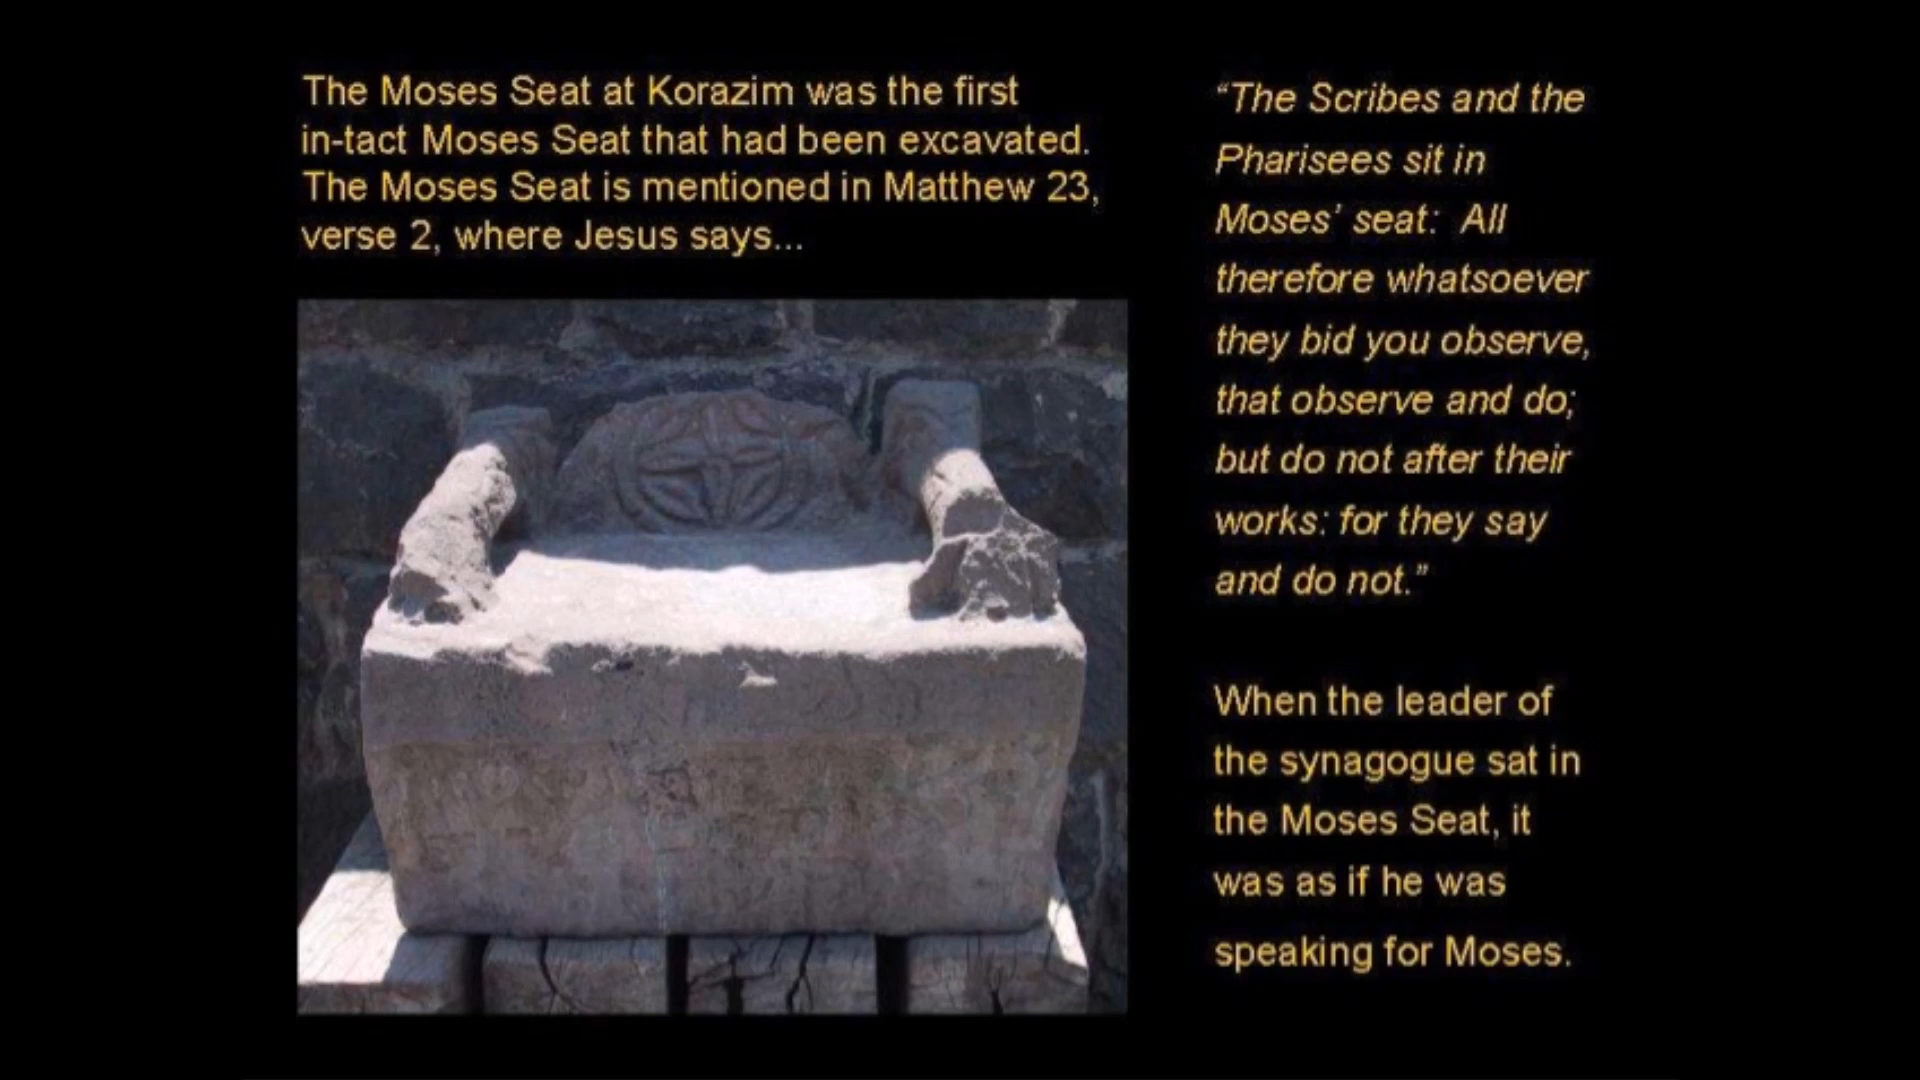 The Moses Seat at Korazim was the first
in-tact Moses Seat that had been excavated.
The Moses Seat is mentioned in Matthew 23,
verse 2, where Jesus says...
“The Scribes and the
Pharisees sit in
Moses’ seat:  All
therefore whatsoever
they bid you observe,
that observe and do;
but do not after their
works: for they say
and do not.”
When the leader of
the synagogue sat in
the Moses Seat, it
was as if he was
speaking for Moses.